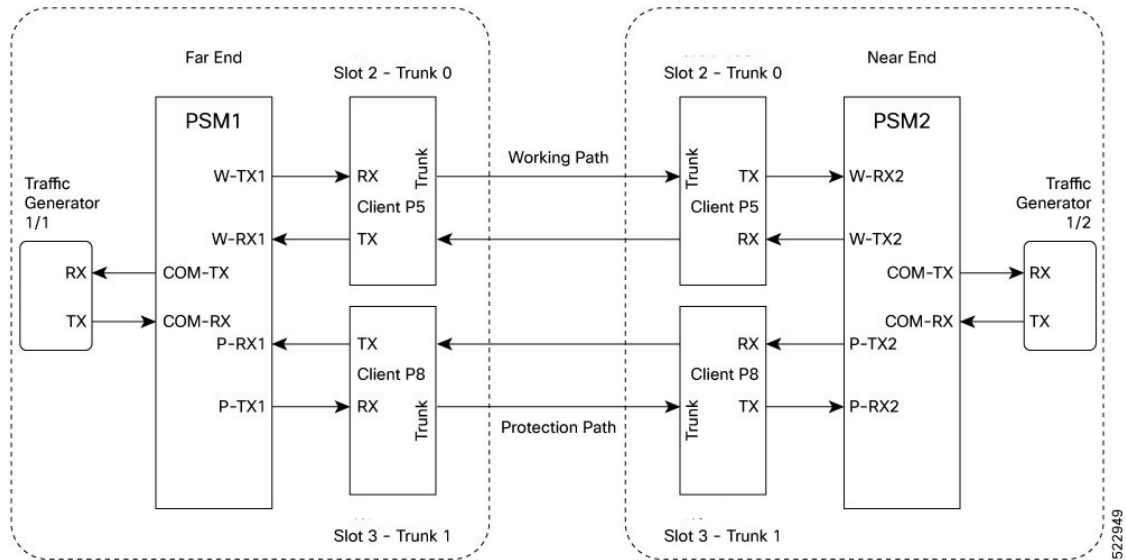 Far End
Slot 2 - Trunk 0
PSM1
Traffic
Generator
1/1
RX
TX
W-TX1
W-RX1
COM-TX
COM-RX
P-RX1
P-TX1
RX
Trunk
Client P5
TX
TX
Client P8
RX
Trunk
Slot 3 - Trunk 1
Working Path
Protection Path
Slot 2 - Trunk 0
Near End
Trunk
TX
Client P5
RX
RX
Client P8
Trunk
TX
Slot 3 - Trunk 1
PSM2
W-RX2
W-TX2
COM-TX
COM-RX
P-TX2
P-RX2
Traffic
Generator
1/2
RX
TX
522949